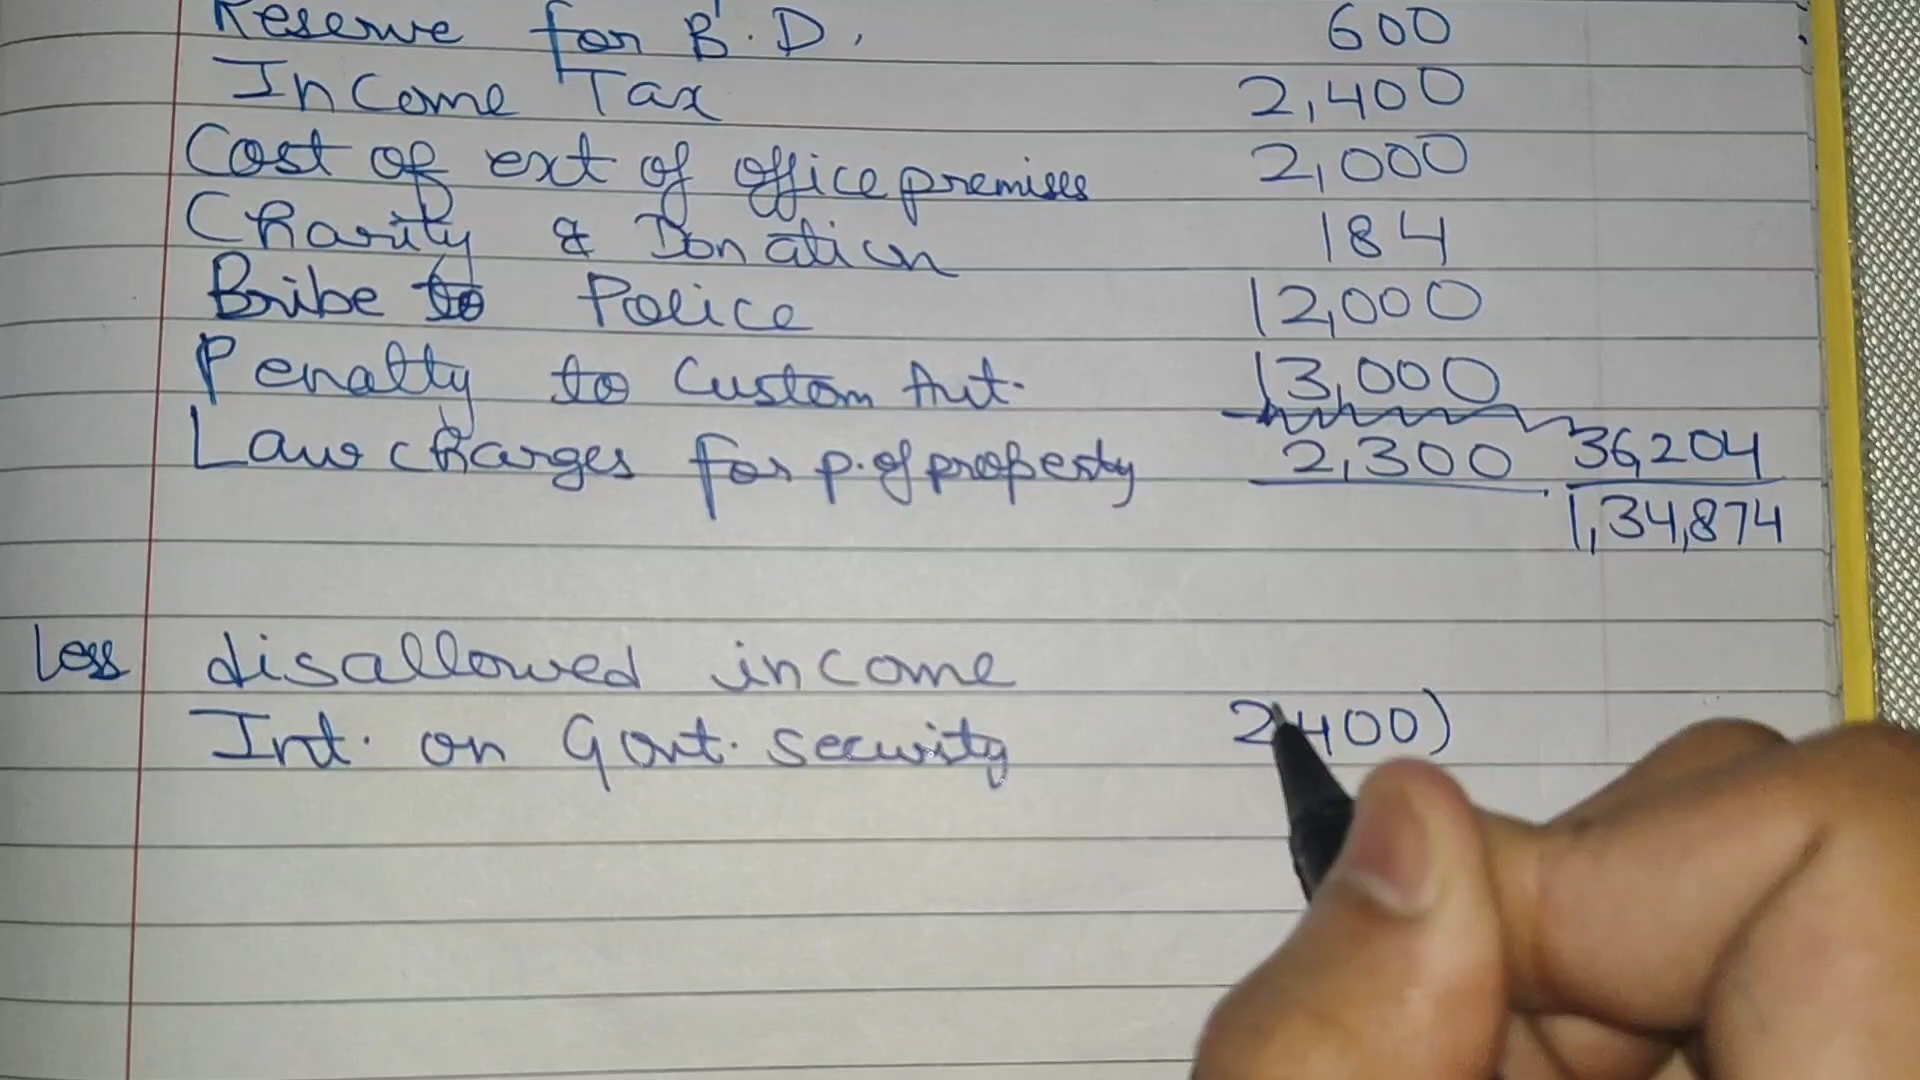 Reserve for B.D. 600
Income Tax 2,400
Cost of ext of office premises 2,000
Charity & Donation 184
Bribe to Police 12,000
Penalty to Custom Aut. 13,000
Law charges for p. of property 2,300 36,204
1,34,874
Less disallowed income
Int. on Govt. security 2,400)